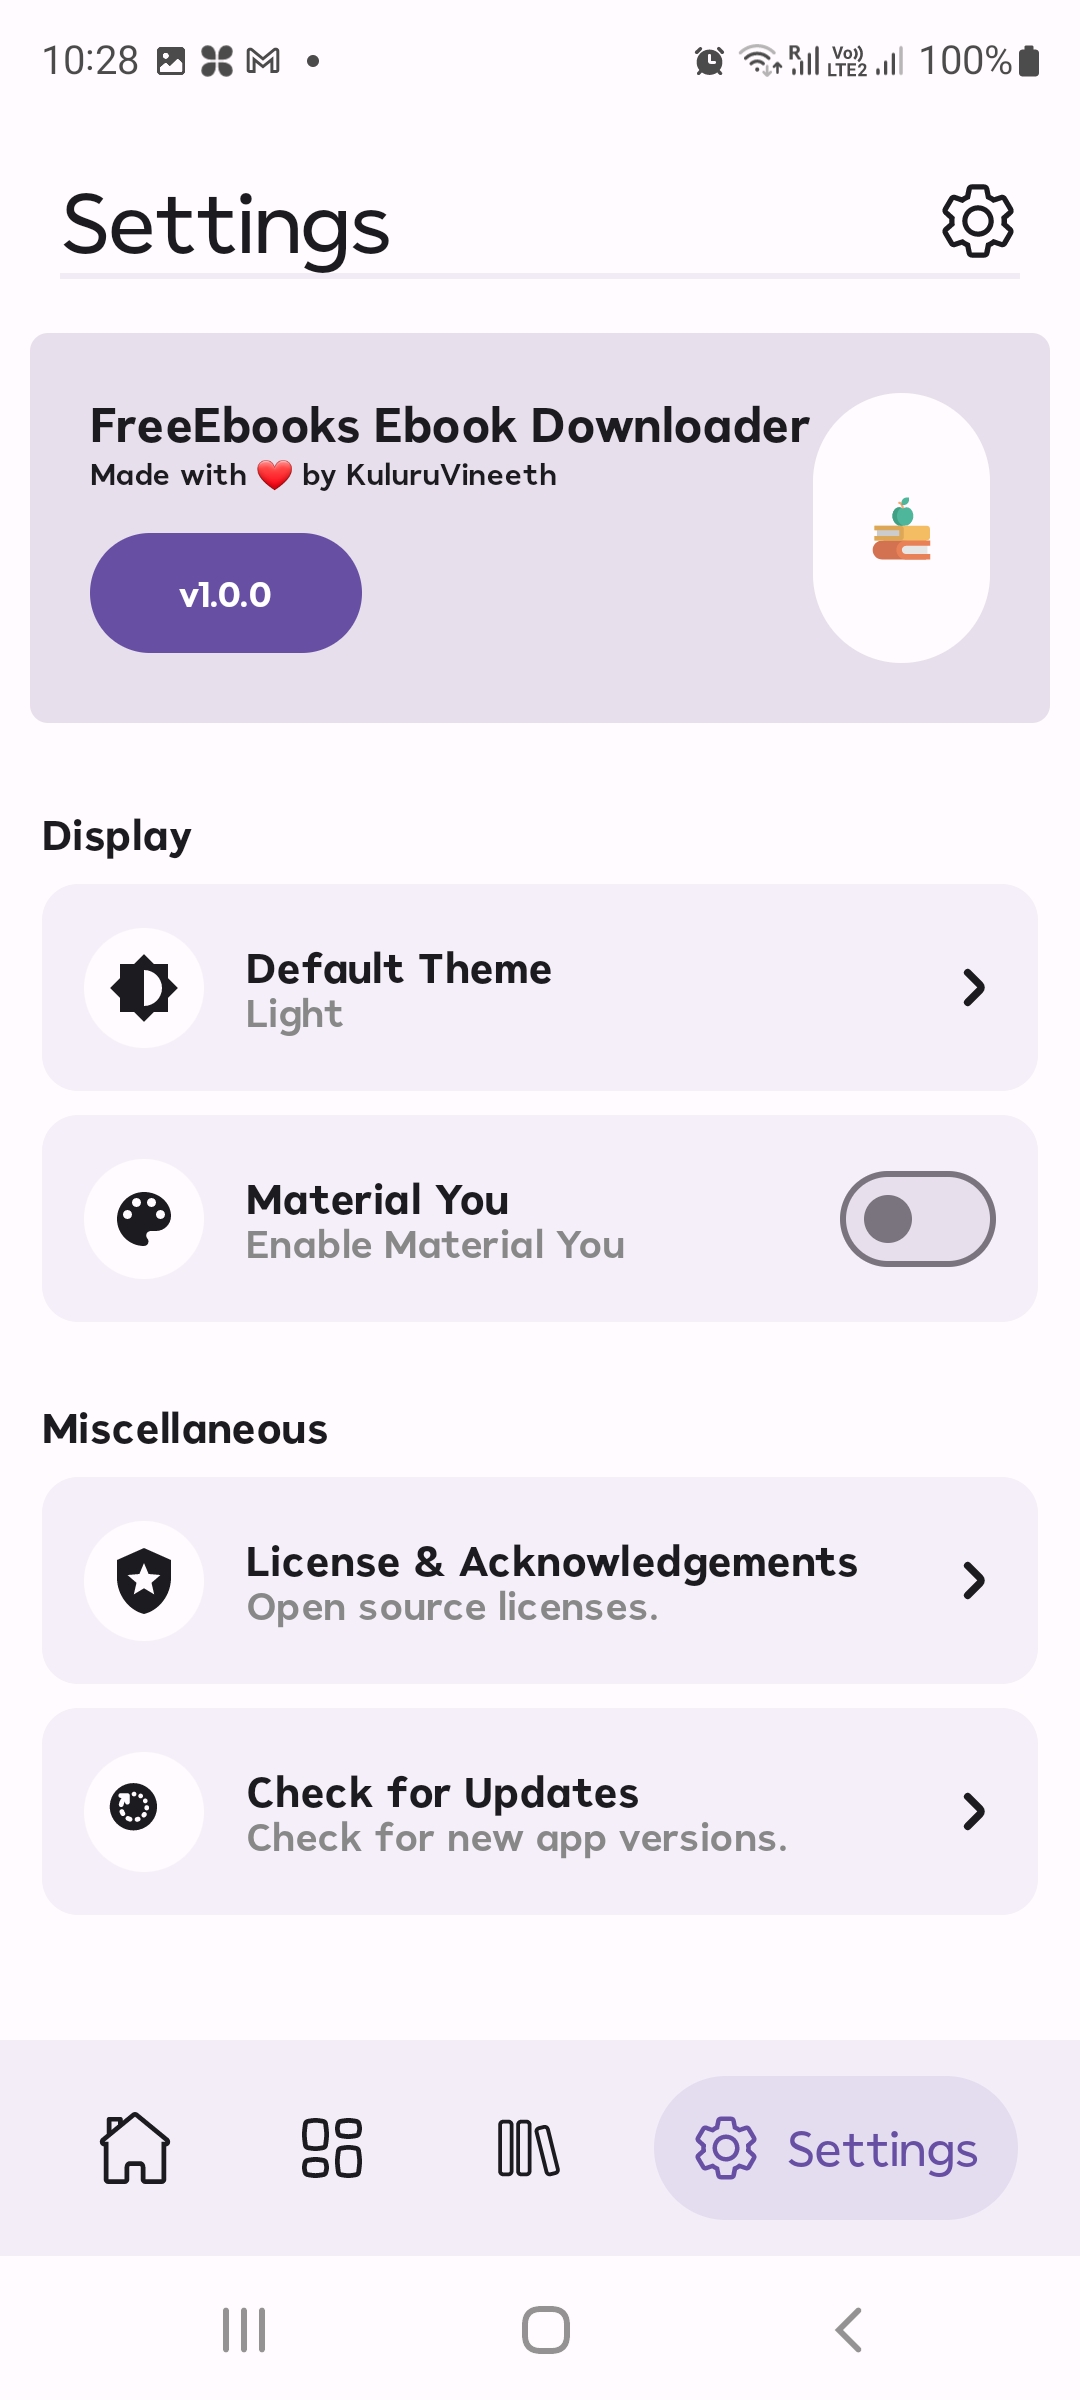 10:28
R Vo)) LTE2 100%
Settings
FreeEbooks Ebook Downloader
Made with ❤️ by KuluruVineeth
v1.0.0
Display
Default Theme
Light
Material You
Enable Material You
Miscellaneous
License & Acknowledgements
Open source licenses.
Check for Updates
Check for new app versions.
Settings